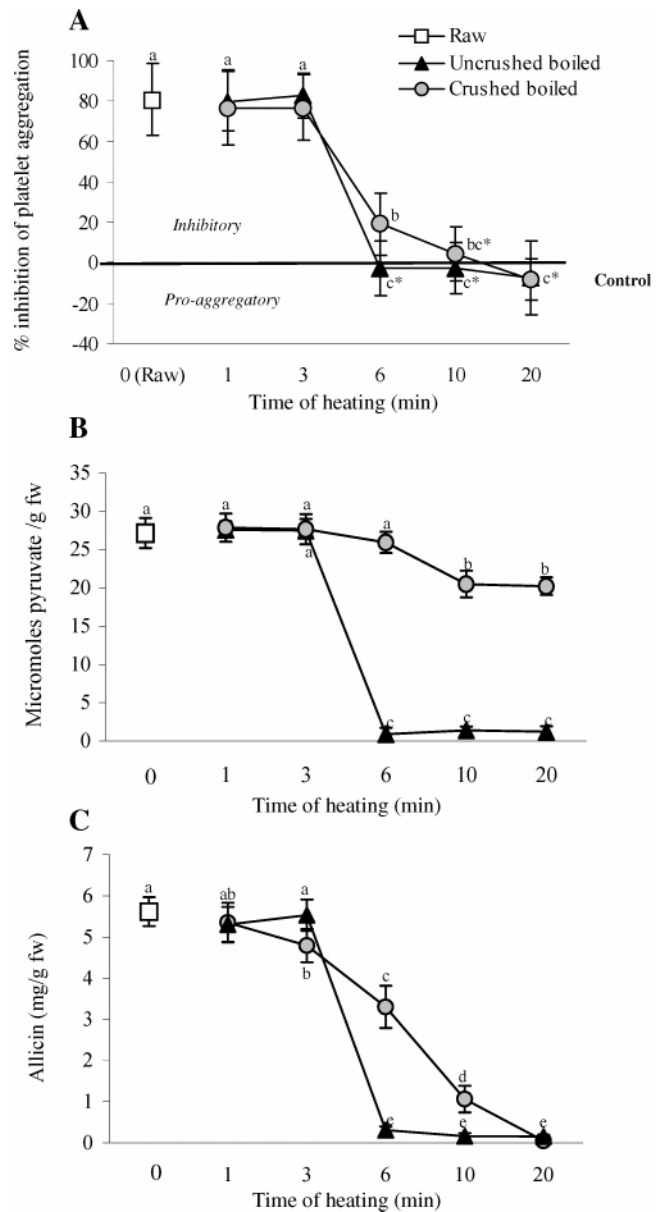 A
Raw
Uncrushed boiled
Crushed boiled
% inhibition of platelet aggregation
100
80
60
40
20
0
-20
-40
a
a
a
b
bc*
c*
c*
c*
Inhibitory
Pro-aggregatory
Control
0 (Raw) 1 3 6 10 20
Time of heating (min)
B
Micromoles pyruvate /g fw
35
30
25
20
15
10
5
0
a
a
a
a
a
b
b
c
c
c
0 1 3 6 10 20
Time of heating (min)
C
Allicin (mg/g fw)
7
6
5
4
3
2
1
0
a
ab
a
b
c
d
e
e
e
0 1 3 6 10 20
Time of heating (min)